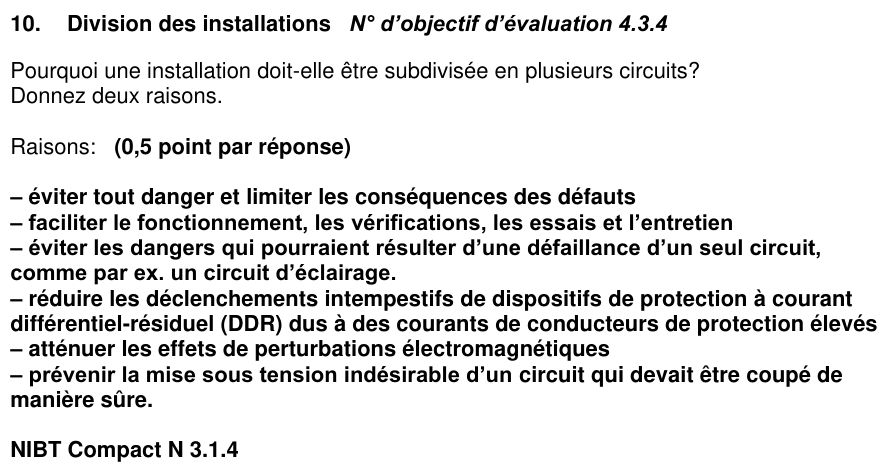 10. Division des installations N° d'objectif d'évaluation 4.3.4
Pourquoi une installation doit-elle être subdivisée en plusieurs circuits?
Donnez deux raisons.
Raisons: (0,5 point par réponse)
– éviter tout danger et limiter les conséquences des défauts
– faciliter le fonctionnement, les vérifications, les essais et l'entretien
– éviter les dangers qui pourraient résulter d'une défaillance d'un seul circuit,
comme par ex. un circuit d'éclairage.
– réduire les déclenchements intempestifs de dispositifs de protection à courant
différentiel-résiduel (DDR) dus à des courants de conducteurs de protection élevés
– atténuer les effets de perturbations électromagnétiques
– prévenir la mise sous tension indésirable d'un circuit qui devait être coupé de
manière sûre.
NIBT Compact N 3.1.4